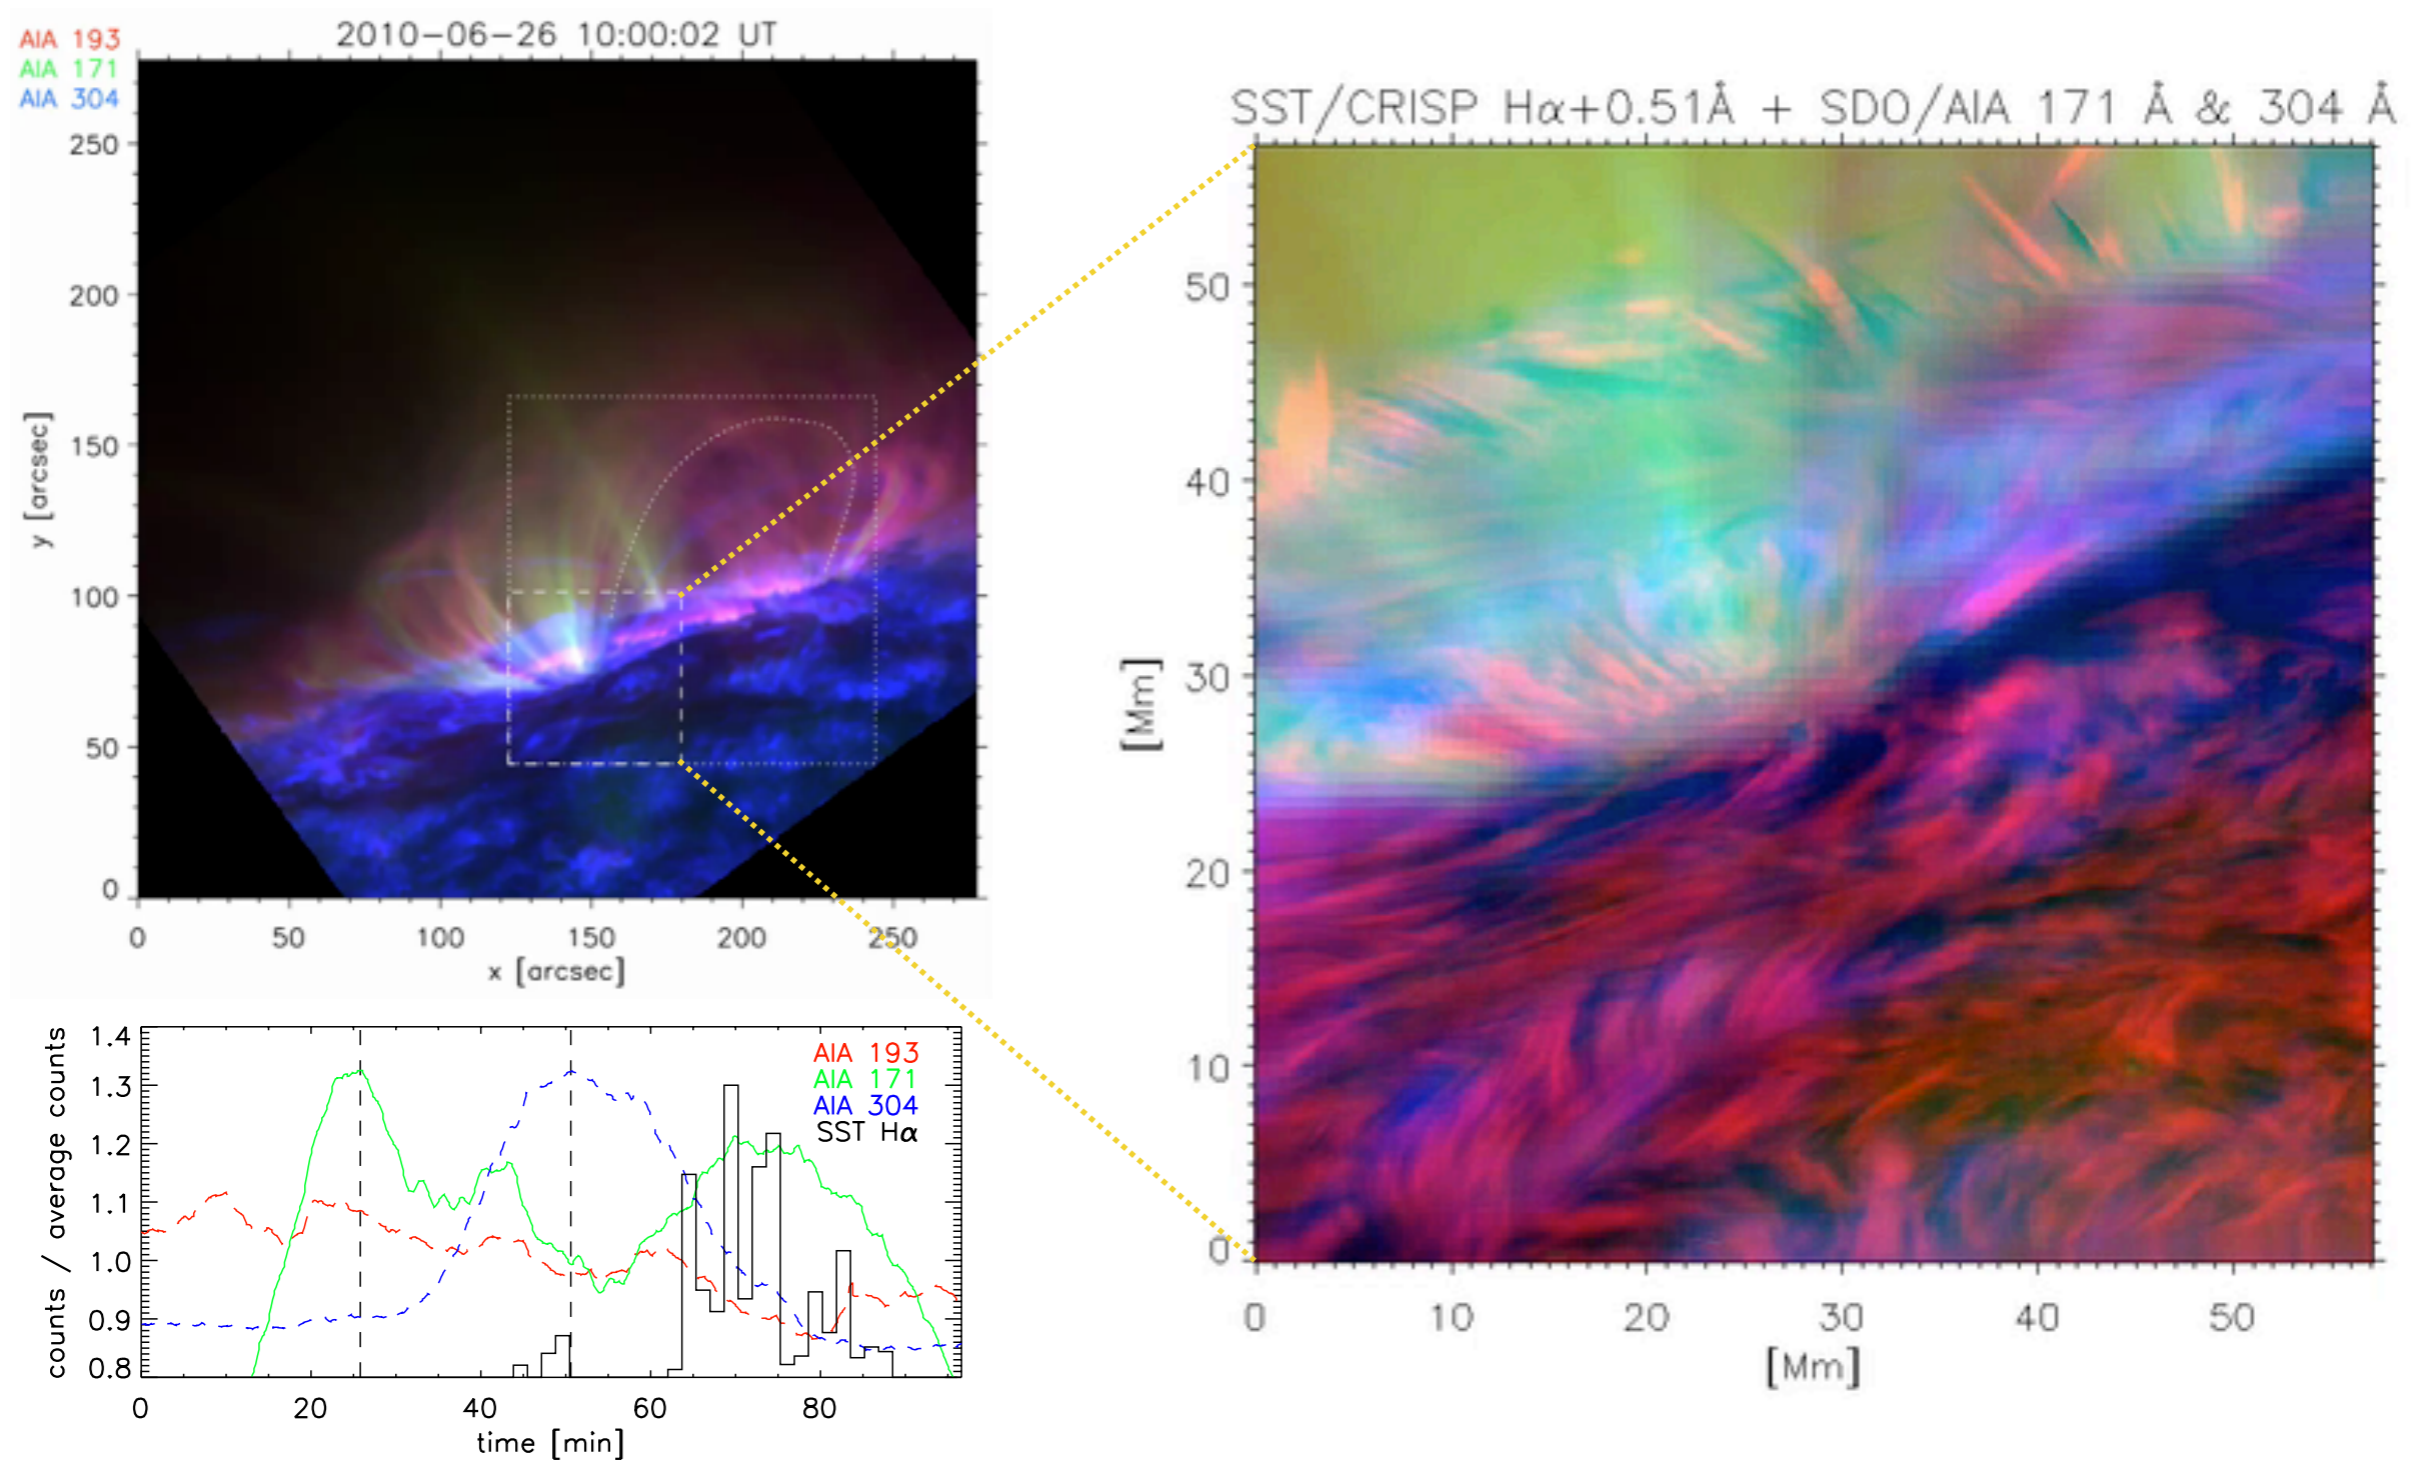 2010-06-26 10:00:02 UT
AIA 193
AIA 171
AIA 304
250
200
150
100
50
0
y [arcsec]
0 50 100 150 200 250
x [arcsec]
SST/CRISP Hα+0.51Å + SDO/AIA 171 Å & 304 Å
50
40
30
20
10
0
[Mm]
0 10 20 30 40 50
[Mm]
1.4
1.3
1.2
1.1
1.0
0.9
0.8
counts / average counts
AIA 193
AIA 171
AIA 304
SST Hα
0 20 40 60 80
time [min]